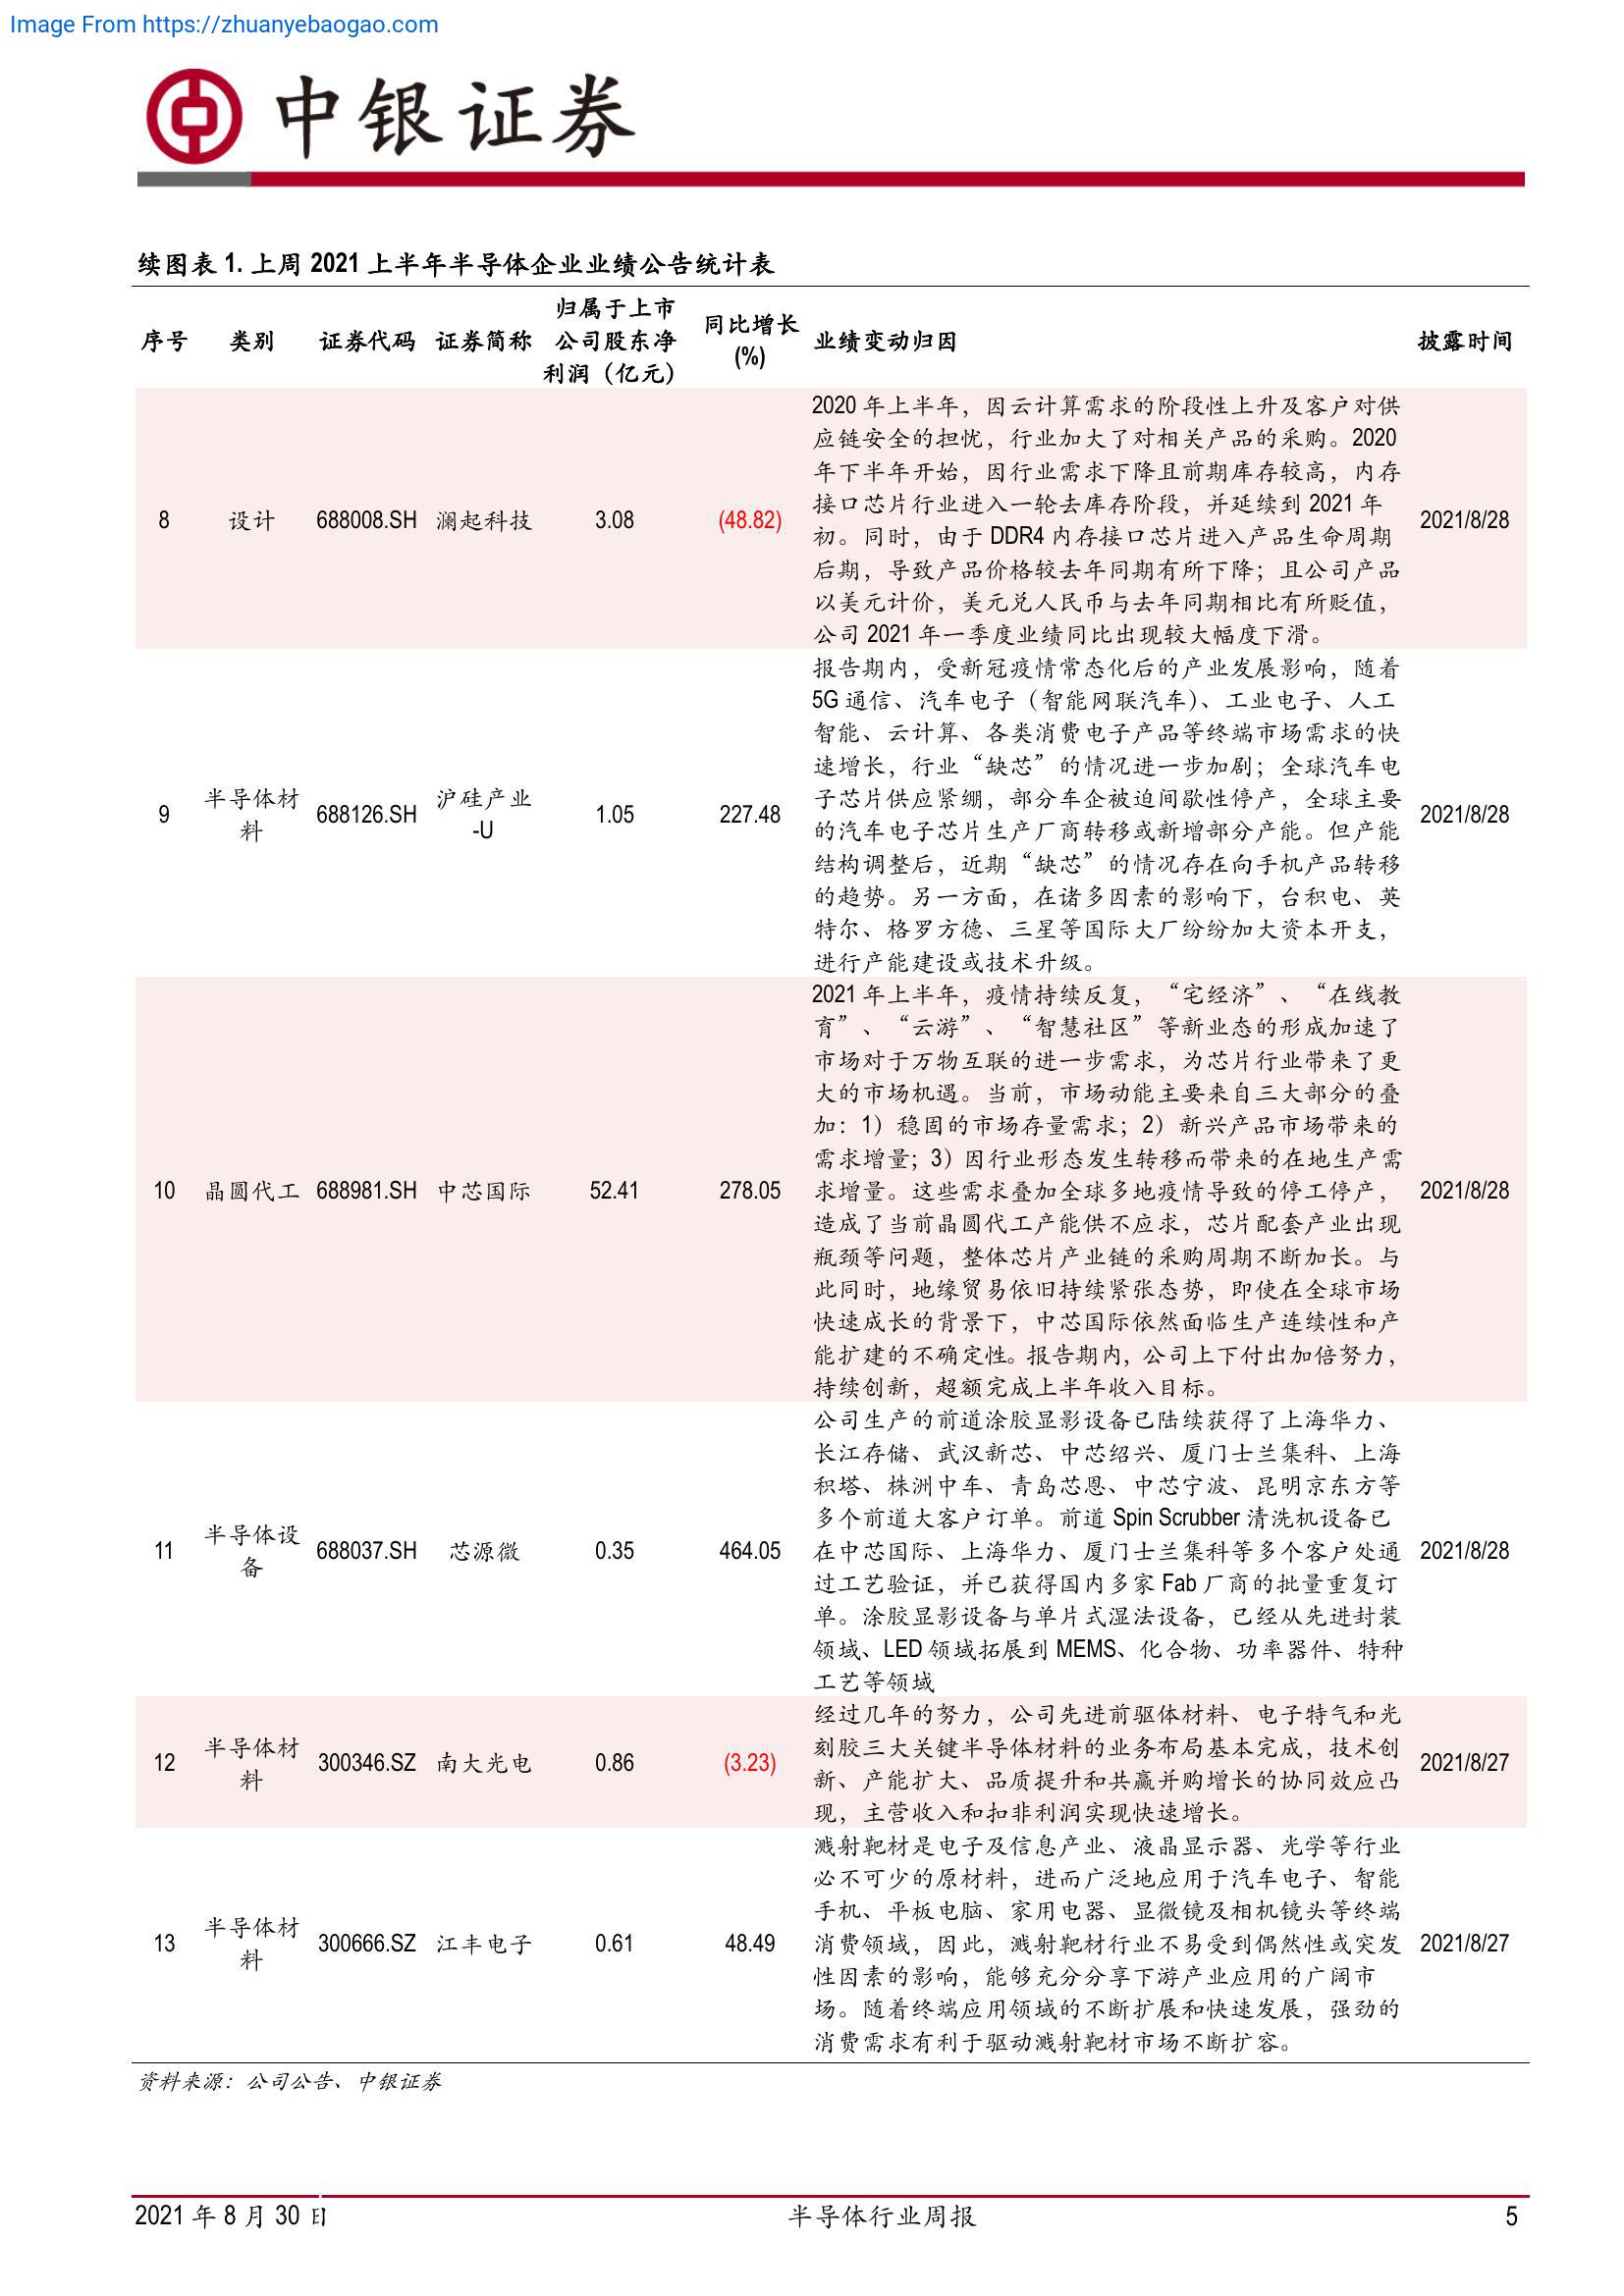 Image From https://zhuanyebaogao.com
中银证券
续图表 1. 上周 2021 上半年半导体企业业绩公告统计表
序号 类别 证券代码 证券简称 归属于上市公司股东净利润（亿元） 同比增长(%) 业绩变动归因 披露时间
2020 年上半年，因云计算需求的阶段性上升及客户对供
应链安全的担忧，行业加大了对相关产品的采购。2020
年下半年开始，因行业需求下降且前期库存较高，内存
接口芯片行业进入一轮去库存阶段，并延续到 2021 年
8 设计 688008.SH 澜起科技 3.08 (48.82) 2021/8/28
初。同时，由于 DDR4 内存接口芯片进入产品生命周期
后期，导致产品价格较去年同期有所下降；且公司产品
以美元计价，美元兑人民币与去年同期相比有所贬值，
公司 2021 年一季度业绩同比出现较大幅度下滑。
报告期内，受新冠疫情常态化后的产业发展影响，随着
5G 通信、汽车电子（智能网联汽车）、工业电子、人工
智能、云计算、各类消费电子产品等终端市场需求的快
速增长，行业“缺芯”的情况进一步加剧；全球汽车电
9 半导体材料 688126.SH 沪硅产业-U 1.05 227.48 2021/8/28
子芯片供应紧绷，部分车企被迫间歇性停产，全球主要
的汽车电子芯片生产厂商转移或新增部分产能。但产能
结构调整后，近期“缺芯”的情况存在向手机产品转移
的趋势。另一方面，在诸多因素的影响下，台积电、英
特尔、格罗方德、三星等国际大厂纷纷加大资本开支，
进行产能建设或技术升级。
2021 年上半年，疫情持续反复，“宅经济”、“在线教
育”、“云游”、“智慧社区”等新业态的形成加速了
市场对于万物互联的进一步需求，为芯片行业带来了更
大的市场机遇。当前，市场动能主要来自三大部分的叠
加：1）稳固的市场存量需求；2）新兴产品市场带来的
需求增量；3）因行业形态发生转移而带来的在地生产需
10 晶圆代工 688981.SH 中芯国际 52.41 278.05 2021/8/28
求增量。这些需求叠加全球多地疫情导致的停工停产，
造成了当前晶圆代工产能供不应求，芯片配套产业出现
瓶颈等问题，整体芯片产业链的采购周期不断加长。与
此同时，地缘贸易依旧持续紧张态势，即使在全球市场
快速成长的背景下，中芯国际依然面临生产连续性和产
能扩建的不确定性。报告期内，公司上下付出加倍努力，
持续创新，超额完成上半年收入目标。
公司生产的前道涂胶显影设备已陆续获得了上海华力、
长江存储、武汉新芯、中芯绍兴、厦门士兰集科、上海
积塔、株洲中车、青岛芯恩、中芯宁波、昆明京东方等
多个前道大客户订单。前道 Spin Scrubber 清洗机设备已
11 半导体设备 688037.SH 芯源微 0.35 464.05 2021/8/28
在中芯国际、上海华力、厦门士兰集科等多个客户处通
过工艺验证，并已获得国内多家 Fab 厂商的批量重复订
单。涂胶显影设备与单片式湿法设备，已经从先进封装
领域、LED 领域拓展到 MEMS、化合物、功率器件、特种
工艺等领域
经过几年的努力，公司先进前驱体材料、电子特气和光
刻胶三大关键半导体材料的业务布局基本完成，技术创
12 半导体材料 300346.SZ 南大光电 0.86 (3.23) 2021/8/27
新、产能扩大、品质提升和共赢并购增长的协同效应凸
现，主营收入和扣非利润实现快速增长。
溅射靶材是电子及信息产业、液晶显示器、光学等行业
必不可少的原材料，进而广泛地应用于汽车电子、智能
手机、平板电脑、家用电器、显微镜及相机镜头等终端
13 半导体材料 300666.SZ 江丰电子 0.61 48.49 2021/8/27
消费领域，因此，溅射靶材行业不易受到偶然性或突发
性因素的影响，能够充分分享下游产业应用的广阔市
场。随着终端应用领域的不断扩展和快速发展，强劲的
消费需求有利于驱动溅射靶材市场不断扩容。
资料来源：公司公告、中银证券
2021 年 8 月 30 日 半导体行业周报 5